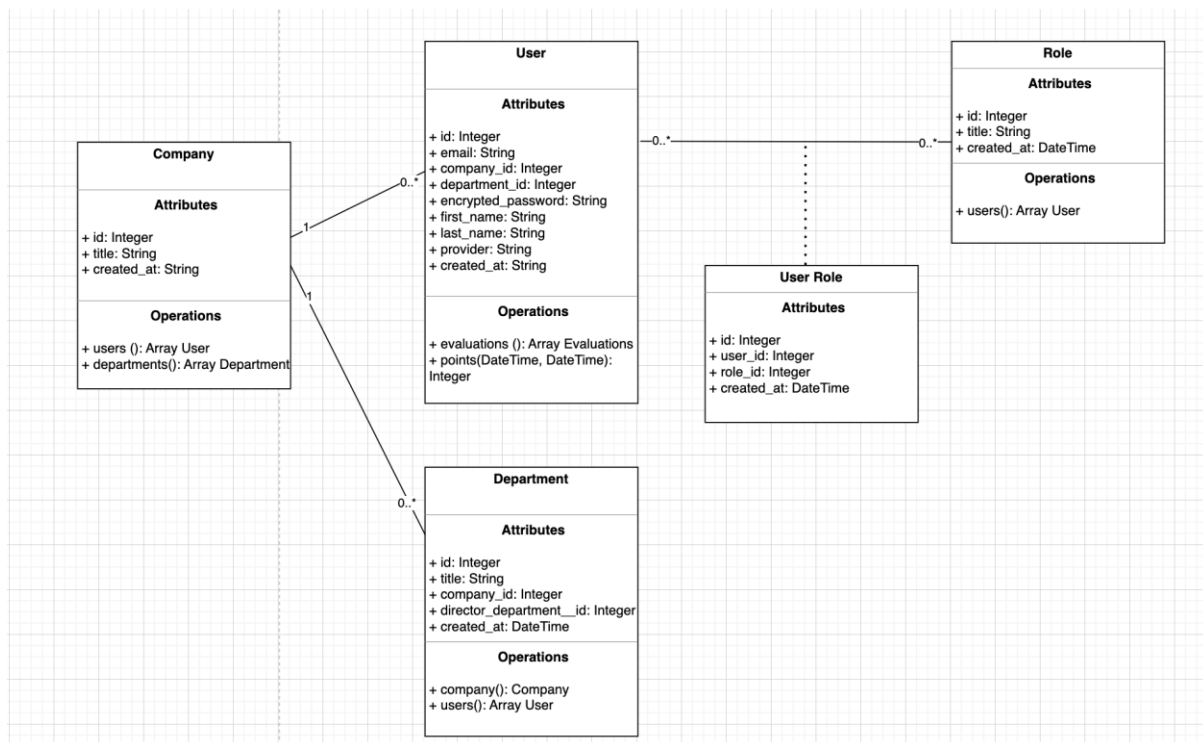 Company
Attributes
+ id: Integer
+ title: String
+ created_at: String
Operations
+ users (): Array User
+ departments(): Array Department
1
0..*
1
0..*
User
Attributes
+ id: Integer
+ email: String
+ company_id: Integer
+ department_id: Integer
+ encrypted_password: String
+ first_name: String
+ last_name: String
+ provider: String
+ created_at: String
Operations
+ evaluations (): Array Evaluations
+ points(DateTime, DateTime):
Integer
0..*
0..*
Role
Attributes
+ id: Integer
+ title: String
+ created_at: DateTime
Operations
+ users(): Array User
User Role
Attributes
+ id: Integer
+ user_id: Integer
+ role_id: Integer
+ created_at: DateTime
Department
Attributes
+ id: Integer
+ title: String
+ company_id: Integer
+ director_department__id: Integer
+ created_at: DateTime
Operations
+ company(): Company
+ users(): Array User